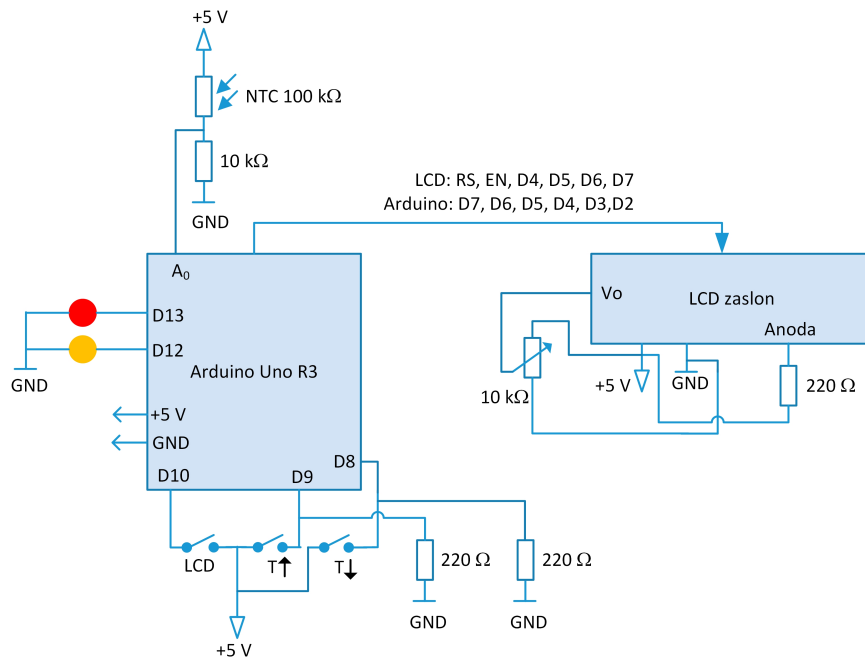 +5 V
NTC 100 kΩ
10 kΩ
GND
LCD: RS, EN, D4, D5, D6, D7
Arduino: D7, D6, D5, D4, D3,D2
A0
D13
D12
GND
Arduino Uno R3
+5 V
GND
D10
D9
D8
Vo
LCD zaslon
Anoda
10 kΩ
+5 V
GND
220 Ω
LCD
T
T
220 Ω
220 Ω
GND
GND
+5 V